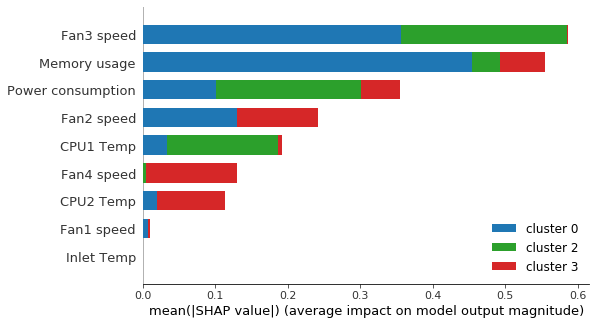 Fan3 speed
Memory usage
Power consumption
Fan2 speed
CPU1 Temp
Fan4 speed
CPU2 Temp
Fan1 speed
Inlet Temp
cluster 0
cluster 2
cluster 3
0.0 0.1 0.2 0.3 0.4 0.5 0.6
mean(|SHAP value|) (average impact on model output magnitude)